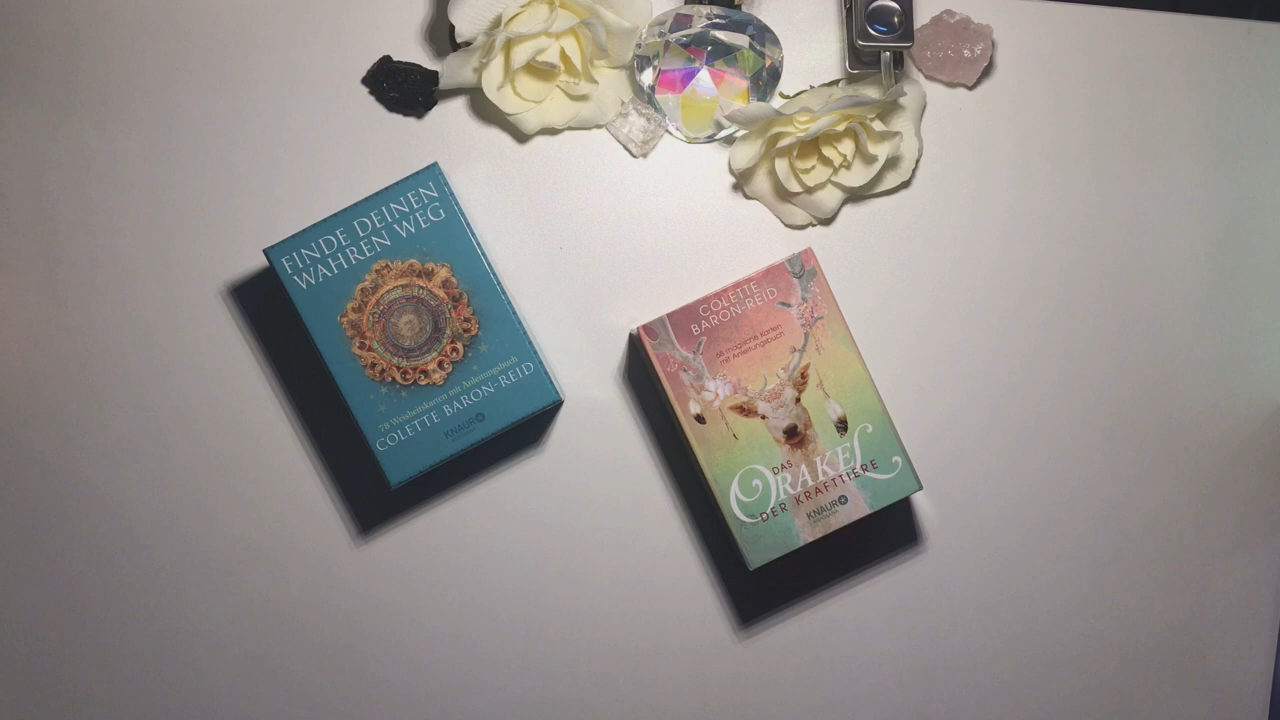 FINDE DEINEN
WAHREN WEG
78 Weisheitskarten mit Anleitungsbuch
COLETTE BARON-REID
KNAUR
COLETTE
BARON-REID
68 magische Karten
mit Anleitungsbuch
DAS
ORAKEL
DER KRAFTTIERE
KNAUR